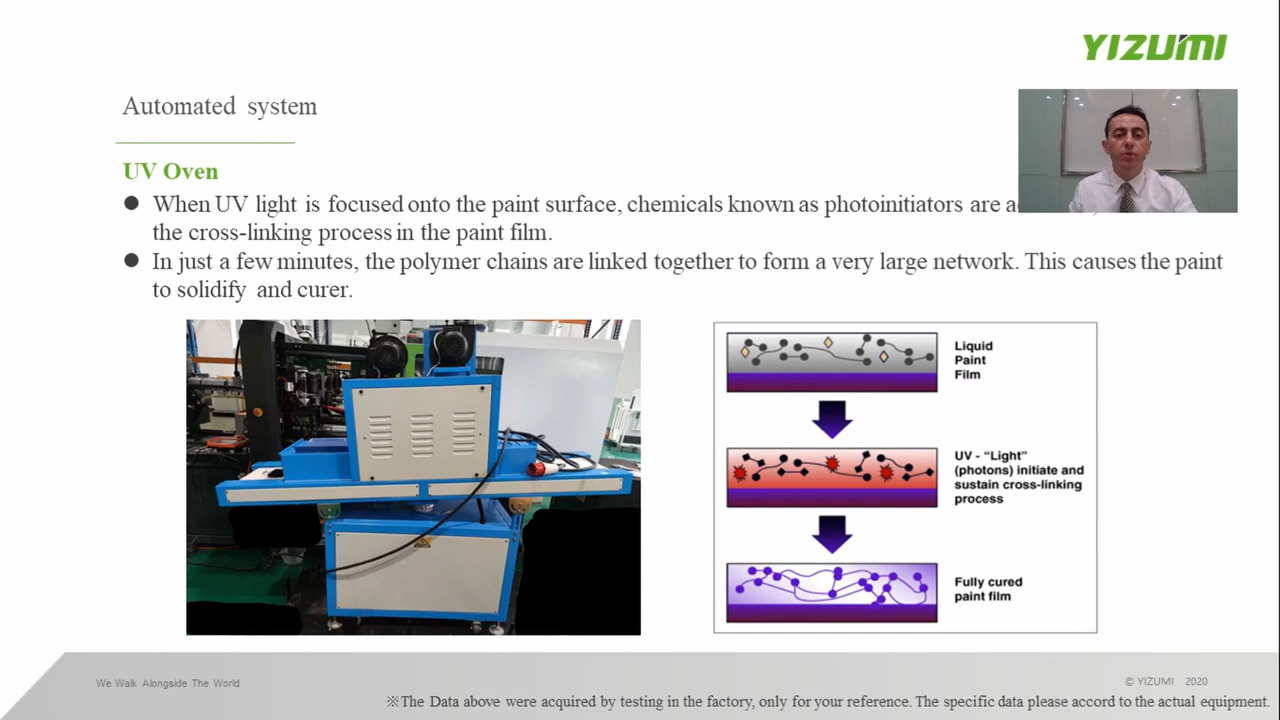 YIZUMI
Automated system
UV Oven
When UV light is focused onto the paint surface, chemicals known as photoinitiators are
the cross-linking process in the paint film.
In just a few minutes, the polymer chains are linked together to form a very large network. This causes the paint
to solidify and curer.
Liquid
Paint
Film
UV - “Light”
(photons) initiate and
sustain cross-linking
process
Fully cured
paint film
We Walk Alongside The World
© YIZUMI 2020
※The Data above were acquired by testing in the factory, only for your reference. The specific data please accord to the actual equipment.